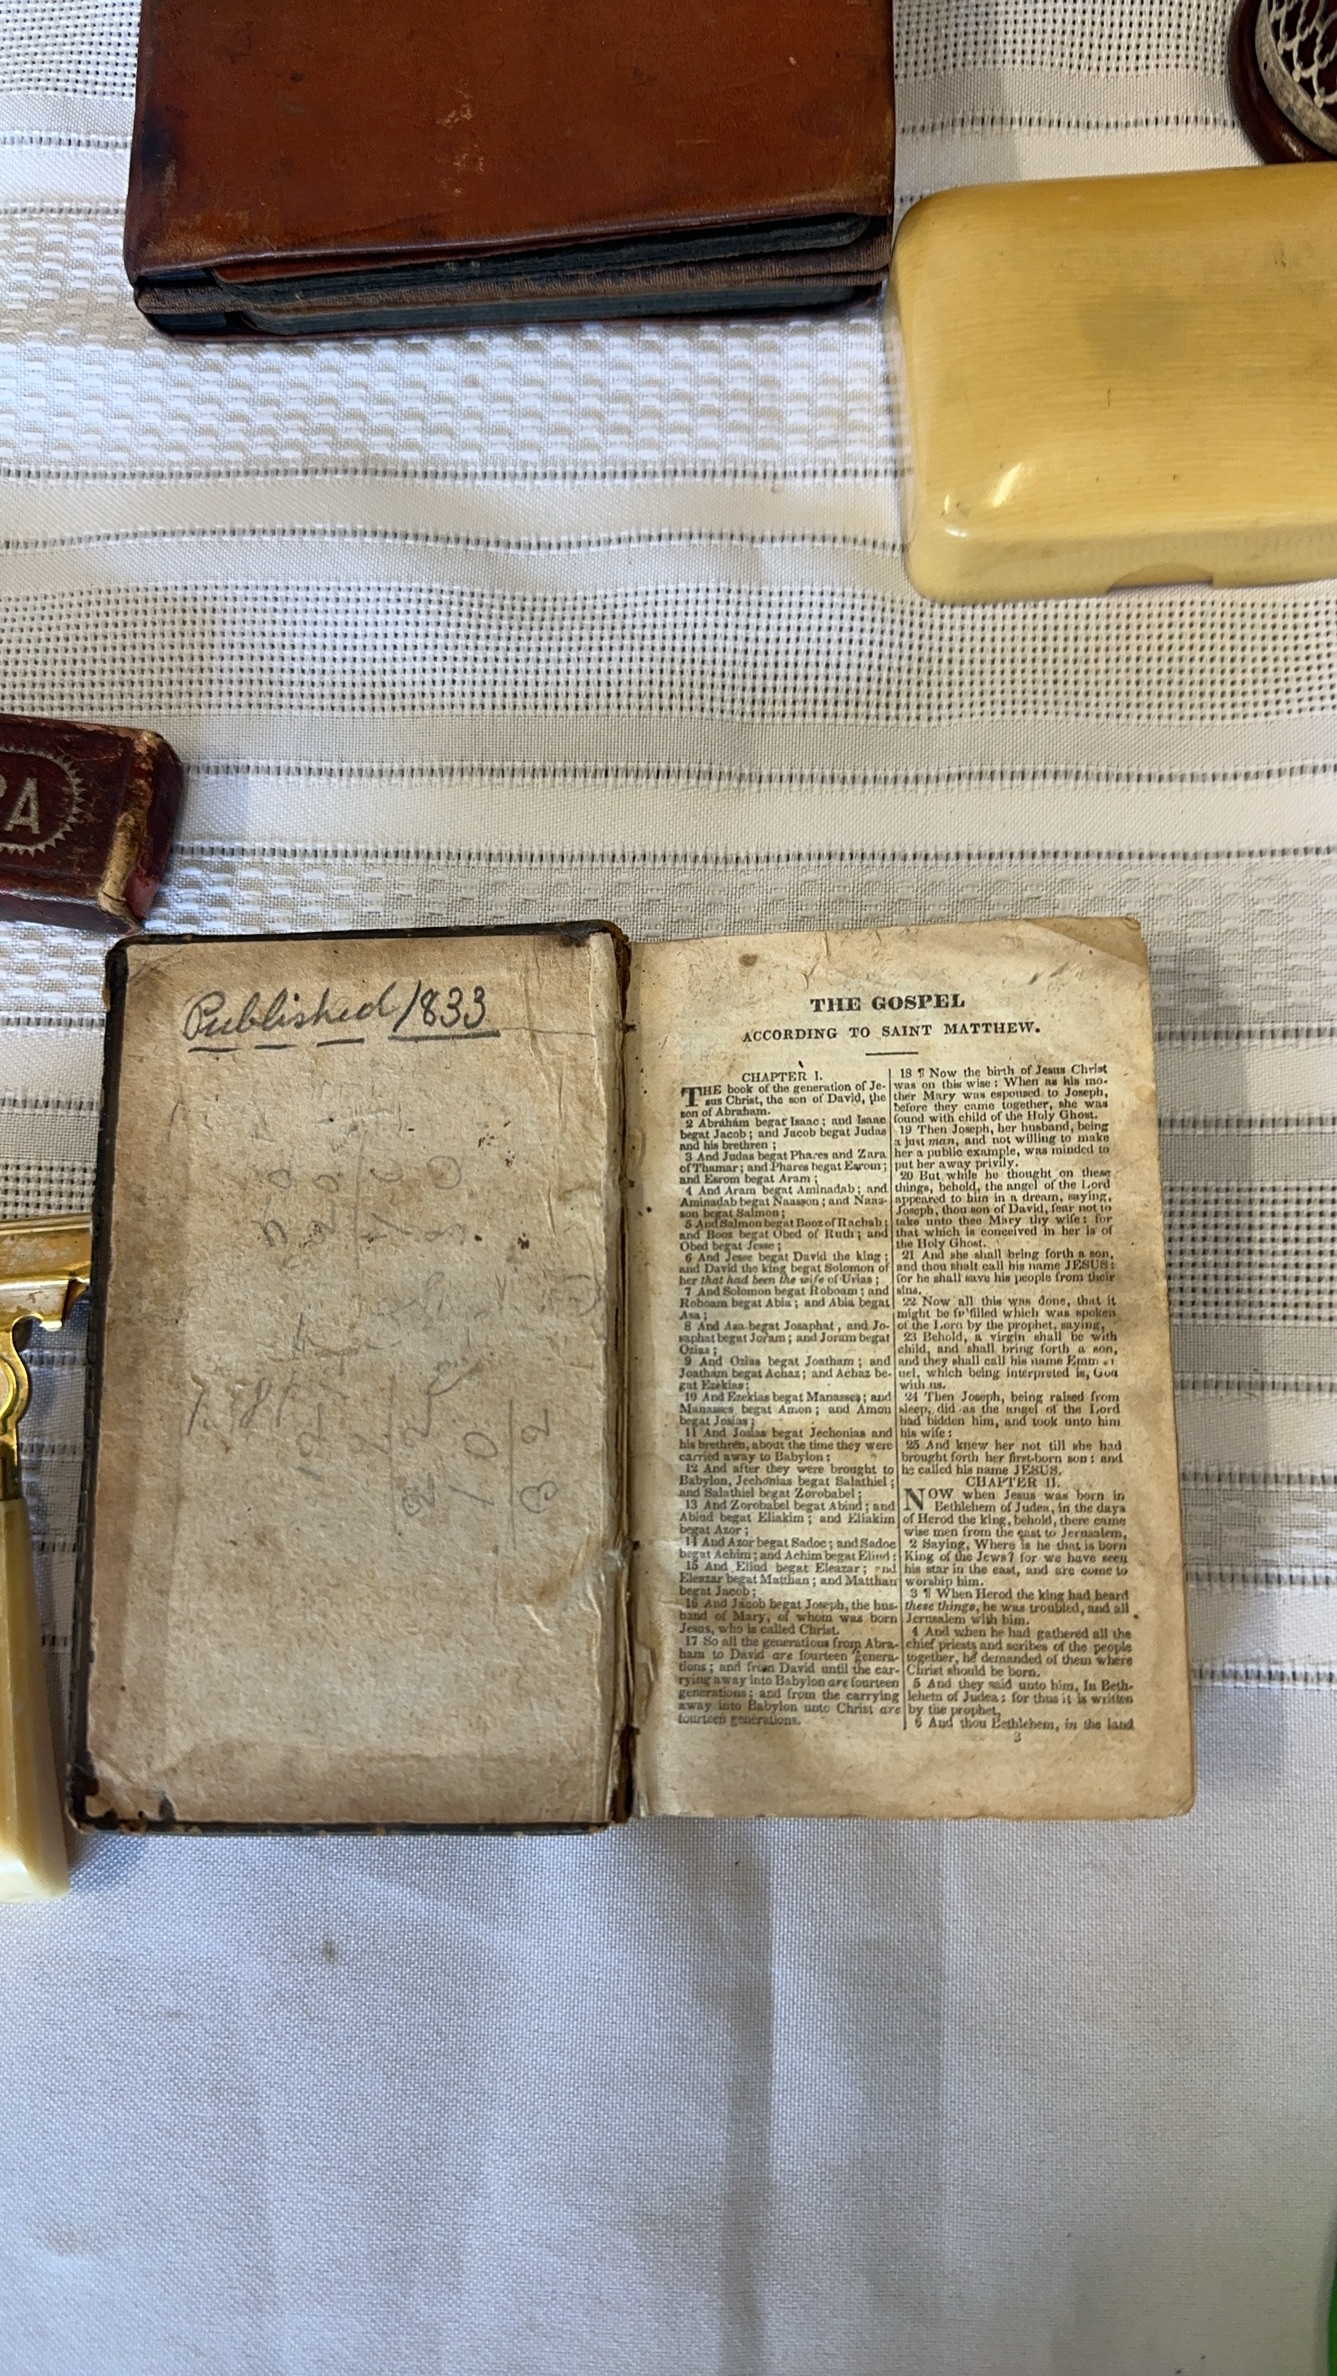 PA
Published 1833
THE GOSPEL
ACCORDING TO SAINT MATTHEW.
CHAPTER I.
THE book of the generation of Je-
sus Christ, the son of David, the
son of Abraham.
2 Abraham begat Isaac; and Isaac
begat Jacob; and Jacob begat Judas
and his brethren;
3 And Judas begat Phares and Zara
of Thamar; and Phares begat Esrom;
and Esrom begat Aram;
4 And Aram begat Aminadab; and
Aminadab begat Naasson; and Naas-
son begat Salmon;
5 And Salmon begat Booz of Rachab;
and Booz begat Obed of Ruth; and
Obed begat Jesse;
6 And Jesse begat David the king;
and David the king begat Solomon of
her that had been the wife of Urias;
7 And Solomon begat Roboam; and
Roboam begat Abia; and Abia begat
Asa;
8 And Asa begat Josaphat, and Jo-
saphat begat Joram; and Joram begat
Ozias;
9 And Ozias begat Joatham; and
Joatham begat Achaz; and Achaz be-
gat Ezekias;
10 And Ezekias begat Manasses; and
Manasses begat Amon; and Amon
begat Josias;
11 And Josias begat Jechonias and
his brethren, about the time they were
carried away to Babylon:
12 And after they were brought to
Babylon, Jechonias begat Salathiel;
and Salathiel begat Zorobabel;
13 And Zorobabel begat Abiud; and
Abiud begat Eliakim; and Eliakim
begat Azor;
14 And Azor begat Sadoc; and Sadoc
begat Achim; and Achim begat Eliud;
15 And Eliud begat Eleazar; and
Eleazar begat Matthan; and Matthan
begat Jacob;
16 And Jacob begat Joseph, the hus-
band of Mary, of whom was born
Jesus, who is called Christ.
17 So all the generations from Abra-
ham to David are fourteen genera-
tions; and from David until the car-
rying away into Babylon are fourteen
generations; and from the carrying
away into Babylon unto Christ are
fourteen generations.
18 ¶ Now the birth of Jesus Christ
was on this wise: When as his mo-
ther Mary was espoused to Joseph,
before they came together, she was
found with child of the Holy Ghost.
19 Then Joseph, her husband, being
a just man, and not willing to make
her a public example, was minded to
put her away privily.
20 But while he thought on these
things, behold, the angel of the Lord
appeared to him in a dream, saying,
Joseph, thou son of David, fear not to
take unto thee Mary thy wife: for
that which is conceived in her is of
the Holy Ghost.
21 And she shall bring forth a son,
and thou shalt call his name JESUS:
for he shall save his people from their
sins.
22 Now all this was done, that it
might be fulfilled which was spoken
of the Lord by the prophet, saying,
23 Behold, a virgin shall be with
child, and shall bring forth a son,
and they shall call his name Emm
uel, which being interpreted is, God
with us.
24 Then Joseph, being raised from
sleep, did as the angel of the Lord
had bidden him, and took unto him
his wife:
25 And knew her not till she had
brought forth her first-born son: and
he called his name JESUS.
CHAPTER II.
NOW when Jesus was born in
Bethlehem of Judea, in the days
of Herod the king, behold, there came
wise men from the east to Jerusalem,
2 Saying, Where is he that is born
King of the Jews? for we have seen
his star in the east, and are come to
worship him.
3 ¶ When Herod the king had heard
these things, he was troubled, and all
Jerusalem with him.
4 And when he had gathered all the
chief priests and scribes of the people
together, he demanded of them where
Christ should be born.
5 And they said unto him, In Beth-
lehem of Judea: for thus it is written
by the prophet,
6 And thou Bethlehem, in the land
3